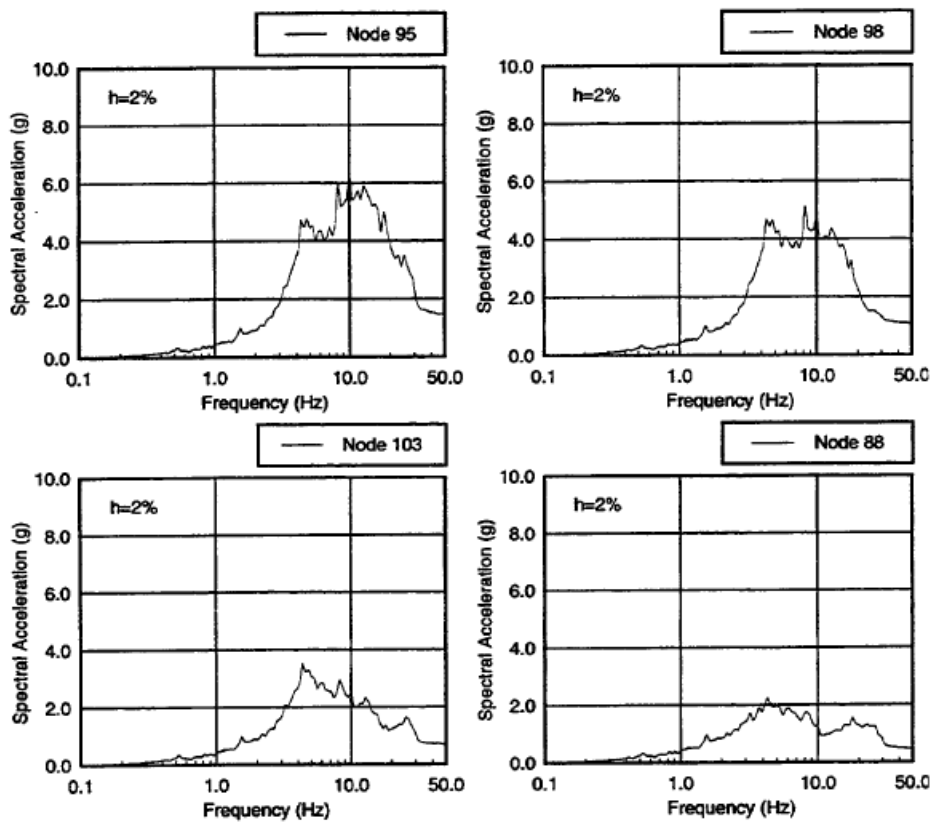 Node 95
10.0
h=2%
8.0
6.0
4.0
2.0
0.0
Spectral Acceleration (g)
0.1 1.0 10.0 50.0
Frequency (Hz)
Node 98
10.0
h=2%
8.0
6.0
4.0
2.0
0.0
Spectral Acceleration (g)
0.1 1.0 10.0 50.0
Frequency (Hz)
Node 103
10.0
h=2%
8.0
6.0
4.0
2.0
0.0
Spectral Acceleration (g)
0.1 1.0 10.0 50.0
Frequency (Hz)
Node 88
10.0
h=2%
8.0
6.0
4.0
2.0
0.0
Spectral Acceleration (g)
0.1 1.0 10.0 50.0
Frequency (Hz)